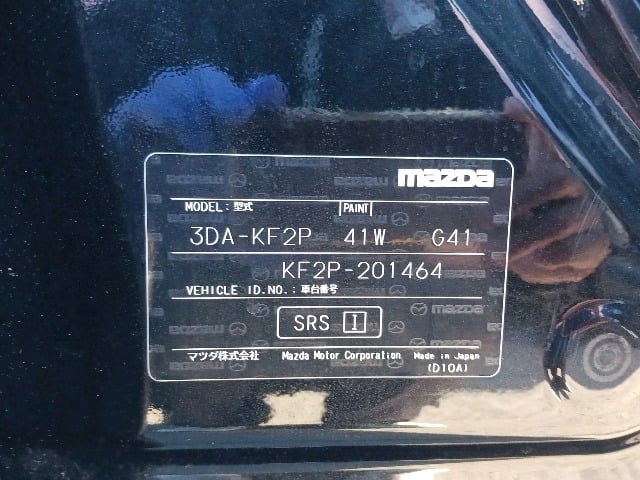 mazda
MODEL: 型式 PAINT
3DA-KF2P 41W G41
KF2P-201464
VEHICLE ID.NO.: 車台番号
SRS I
マツダ株式会社 Mazda Motor Corporation Made in Japan
(D10A)